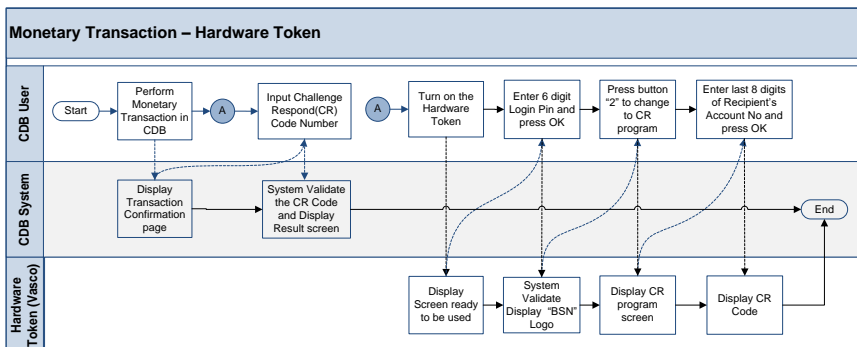 Monetary Transaction – Hardware Token
CDB User
Start
Perform
Monetary
Transaction in
CDB
A
Input Challenge
Respond(CR)
Code Number
A
Turn on the
Hardware
Token
Enter 6 digit
Login Pin and
press OK
Press button
“2” to change
to CR
program
Enter last 8 digits
of Recipient’s
Account No and
press OK
CDB System
Display
Transaction
Confirmation
page
System Validate
the CR Code
and Display
Result screen
End
Hardware
Token (Vasco)
Display
Screen ready
to be used
System
Validate
Display “BSN”
Logo
Display CR
program
screen
Display CR
Code